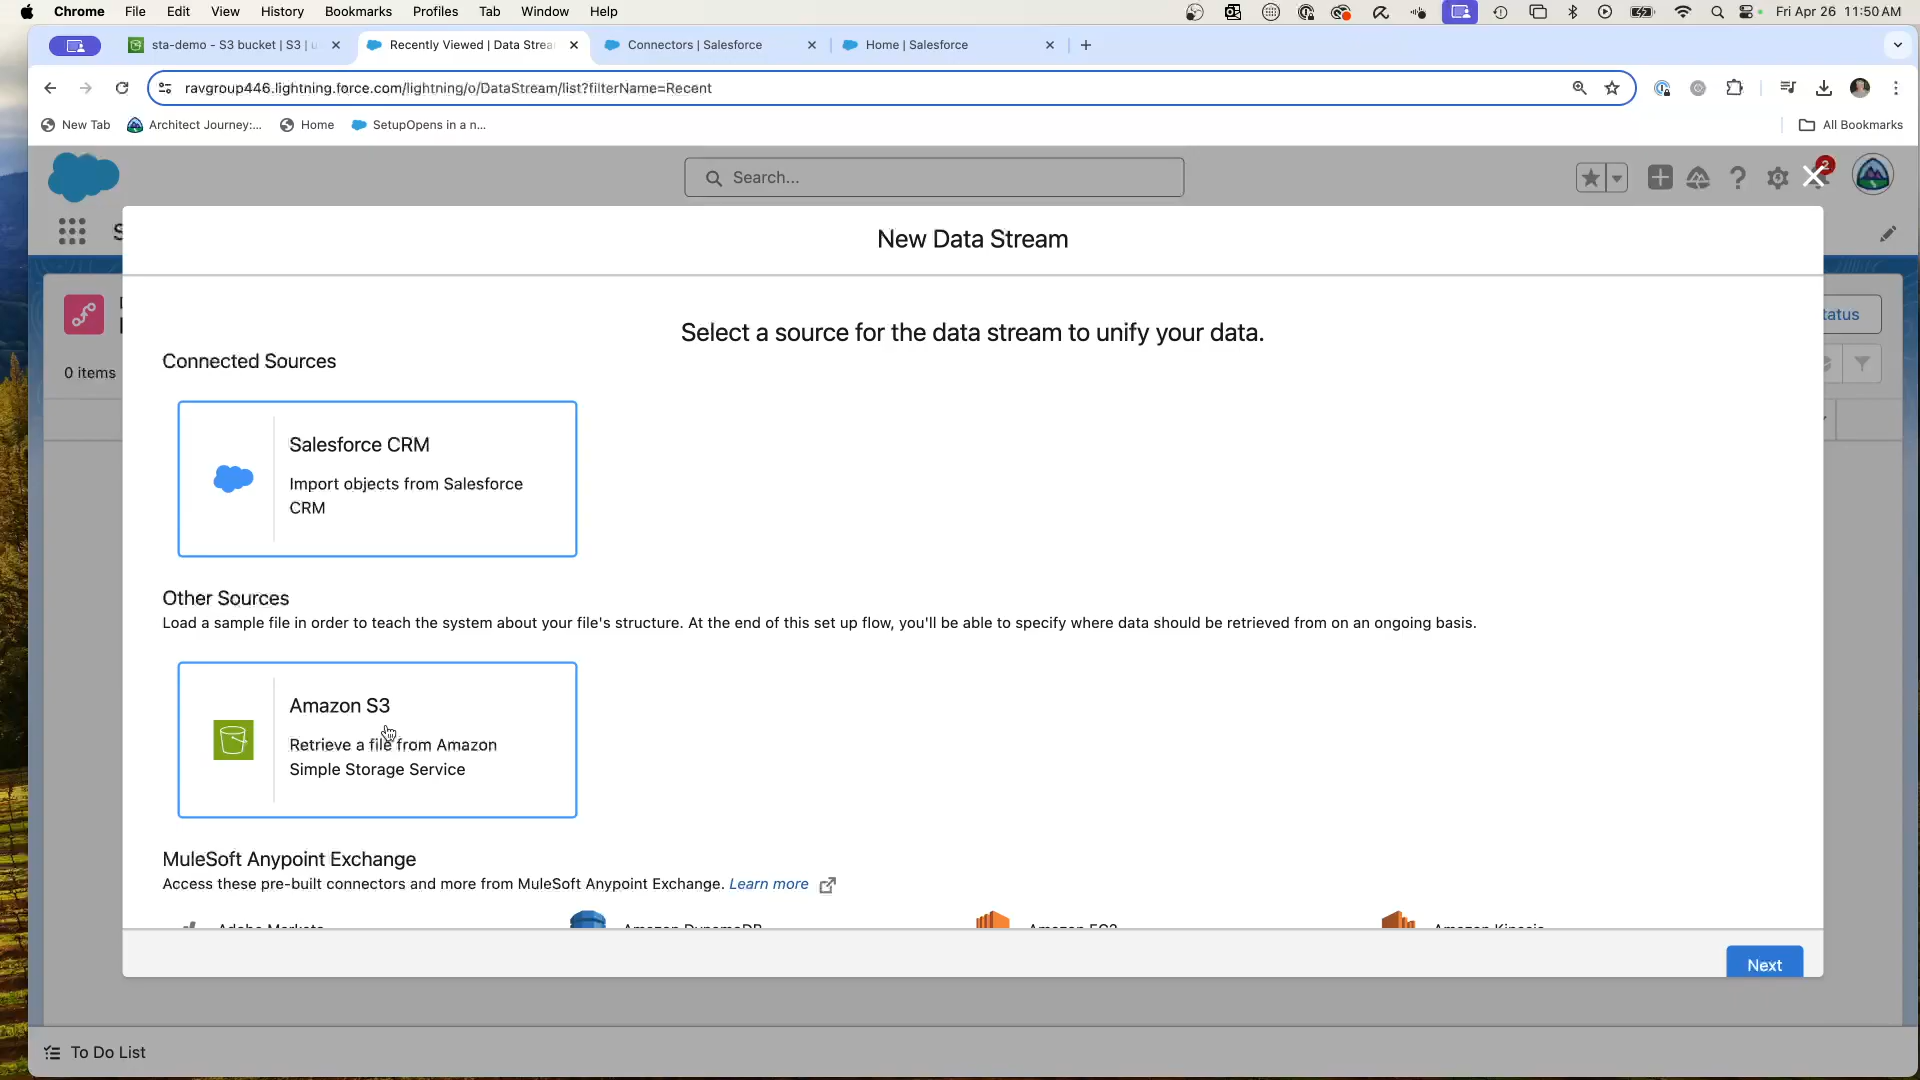 Chrome File Edit View History Bookmarks Profiles Tab Window Help Fri Apr 26 11:50 AM
sta-demo - S3 bucket | S3 | u Recently Viewed | Data Strea Connectors | Salesforce Home | Salesforce
ravgroup446.lightning.force.com/lightning/o/DataStream/list?filterName=Recent
New Tab Architect Journey:... Home SetupOpens in a n... All Bookmarks
Search...
2
S
New Data Stream
tatus
Select a source for the data stream to unify your data.
Connected Sources
0 items
Salesforce CRM
Import objects from Salesforce
CRM
Other Sources
Load a sample file in order to teach the system about your file's structure. At the end of this set up flow, you'll be able to specify where data should be retrieved from on an ongoing basis.
Amazon S3
Retrieve a file from Amazon
Simple Storage Service
MuleSoft Anypoint Exchange
Access these pre-built connectors and more from MuleSoft Anypoint Exchange. Learn more
Adobe Marketo Amazon DynamoDB Amazon EC2 Amazon Kinesis
Next
To Do List